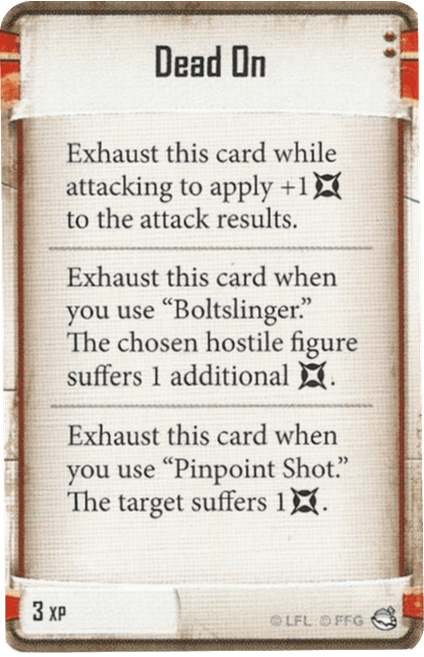 Dead On
Exhaust this card while
attacking to apply +1
to the attack results.
Exhaust this card when
you use “Boltslinger.”
The chosen hostile figure
suffers 1 additional .
Exhaust this card when
you use “Pinpoint Shot.”
The target suffers 1 .
3 XP
© LFL © FFG